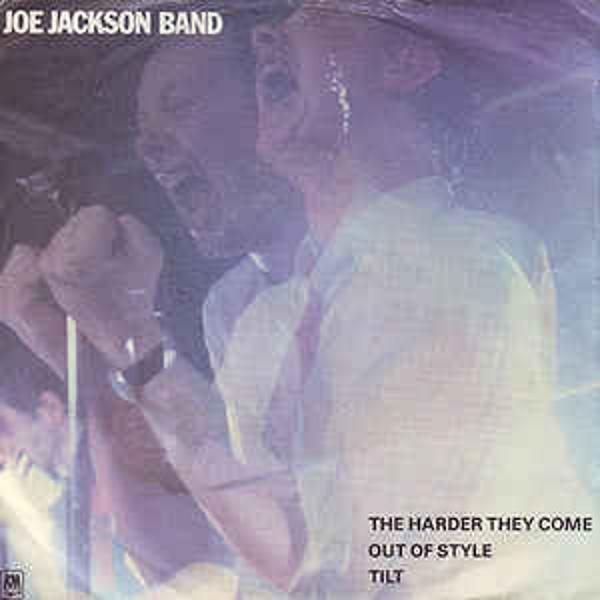 JOE JACKSON BAND
THE HARDER THEY COME
OUT OF STYLE
TILT
A&M